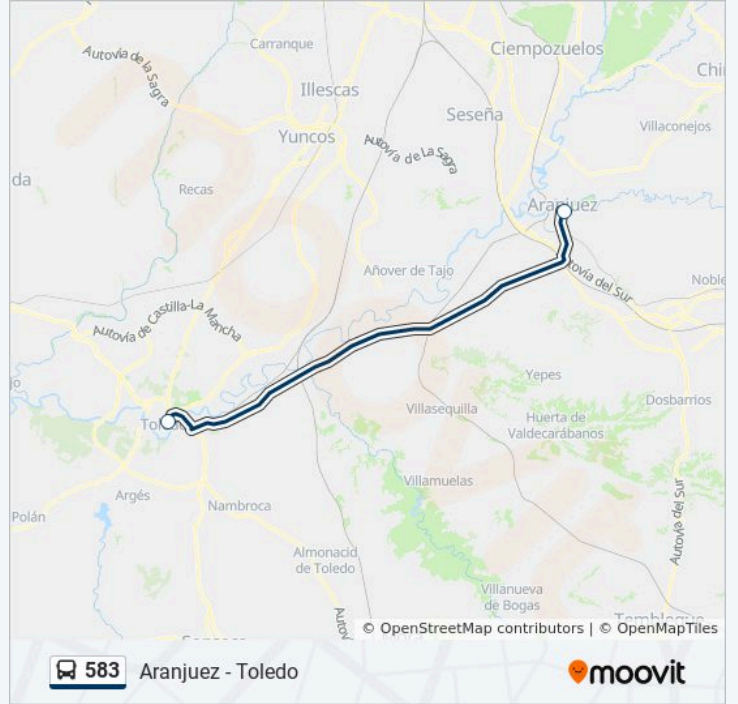 Carranque
Ciempozuelos
Autovía de la Sagra
Illescas
Chi
Seseña
Yuncos
Villaconejos
Autovía de La Sagra
da
Recas
Aranjuez
Añover de Tajo
Autovía del Sur
Noble
Autovía de Castilla-La Mancha
Yepes
jo
Dosbarrios
Villasequilla
Huerta de
Valdecarábanos
Villamuelas
Argés
Nambroca
Polán
Autovía del Sur
Almonacid
de Toledo
Villanueva
de Bogas
Autov
© OpenStreetMap contributors | © OpenMapTiles
583 Aranjuez - Toledo
moovit